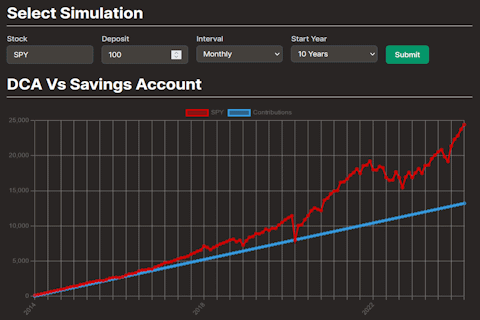 Select Simulation
Stock Deposit Interval Start Year
SPY 100 Monthly 10 Years Submit
DCA Vs Savings Account
SPY Contributions
25,000
20,000
15,000
10,000
5,000
0
2014 2018 2022